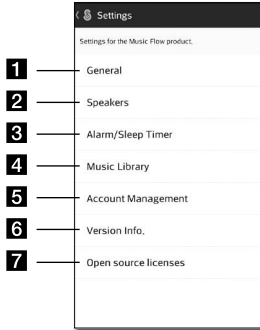 Settings
Settings for the Music Flow product.
1 General
2 Speakers
3 Alarm/Sleep Timer
4 Music Library
5 Account Management
6 Version Info.
7 Open source licenses